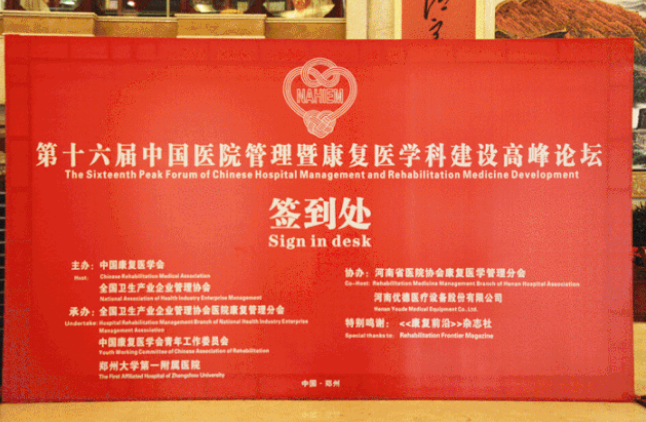 NAHIEM
第十六届中国医院管理暨康复医学科建设高峰论坛
The Sixteenth Peak Forum of Chinese Hospital Management and Rehabilitation Medicine Development
签到处
Sign in desk
主办：中国康复医学会
Host: Chinese Rehabilitation Medical Association
全国卫生产业企业管理协会
National Association of Health Industry Enterprise Management
承办：全国卫生产业企业管理协会医院康复管理分会
Undertake: Hospital Rehabilitation Management Branch of National Health Industry Enterprise
Management Association
中国康复医学会青年工作委员会
Youth Working Committee of Chinese Association of Rehabilitation
郑州大学第一附属医院
The First Affiliated Hospital of Zhengzhou University
协办：河南省医院协会康复医学管理分会
Co-Host: Rehabilitation Medicine Management Branch of Henan Hospital Association
河南优德医疗设备股份有限公司
Henan Youde Medical Equipment Co., Ltd.
特别鸣谢：<<康复前沿>>杂志社
Special thanks to: Rehabilitation Frontier Magazine
中国·郑州